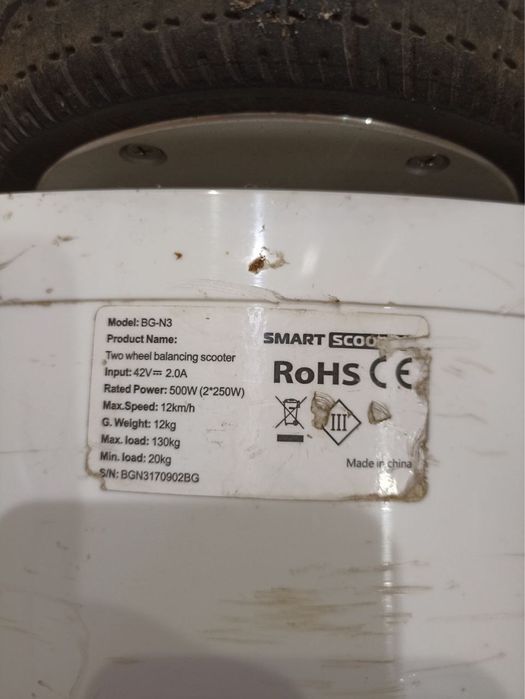 Model: BG-N3
Product Name:
Two wheel balancing scooter
Input: 42V⎓ 2.0A
Rated Power: 500W (2*250W)
Max.Speed: 12km/h
G. Weight: 12kg
Max. load: 130kg
Min. load: 20kg
S/N: BGN3170902BG
SMART
RoHS CE
III
Made in china